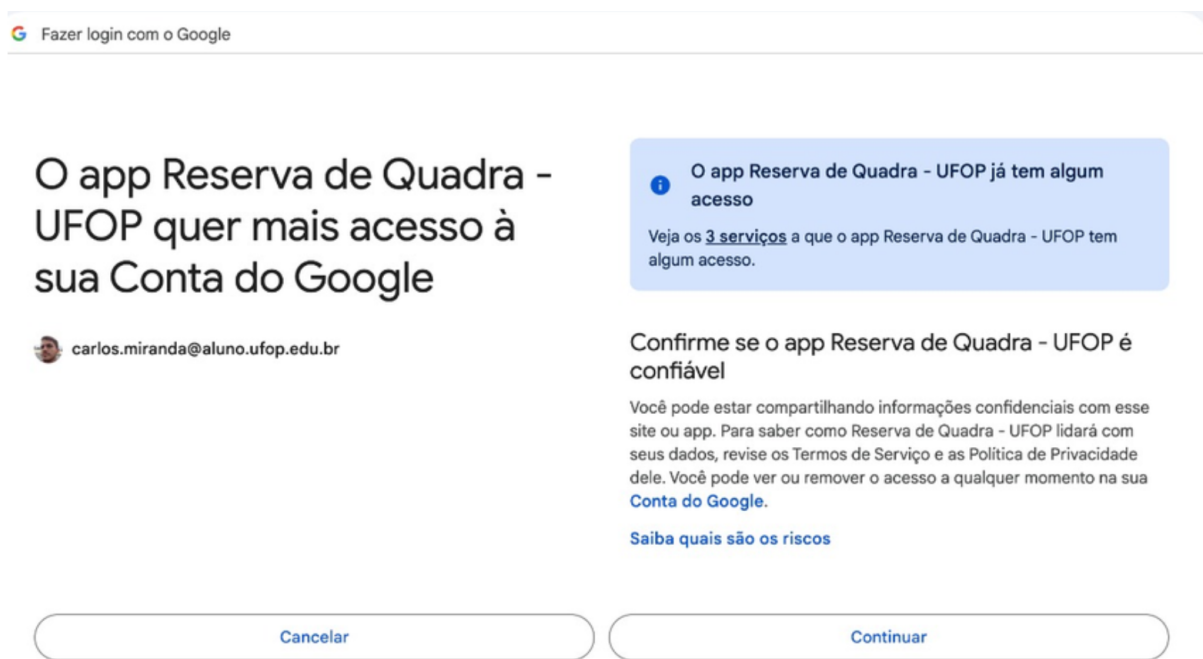 Fazer login com o Google
O app Reserva de Quadra -
UFOP quer mais acesso à
sua Conta do Google
carlos.miranda@aluno.ufop.edu.br
O app Reserva de Quadra - UFOP já tem algum
acesso
Veja os 3 serviços a que o app Reserva de Quadra - UFOP tem
algum acesso.
Confirme se o app Reserva de Quadra - UFOP é
confiável
Você pode estar compartilhando informações confidenciais com esse
site ou app. Para saber como Reserva de Quadra - UFOP lidará com
seus dados, revise os Termos de Serviço e as Política de Privacidade
dele. Você pode ver ou remover o acesso a qualquer momento na sua
Conta do Google.
Saiba quais são os riscos
Cancelar
Continuar